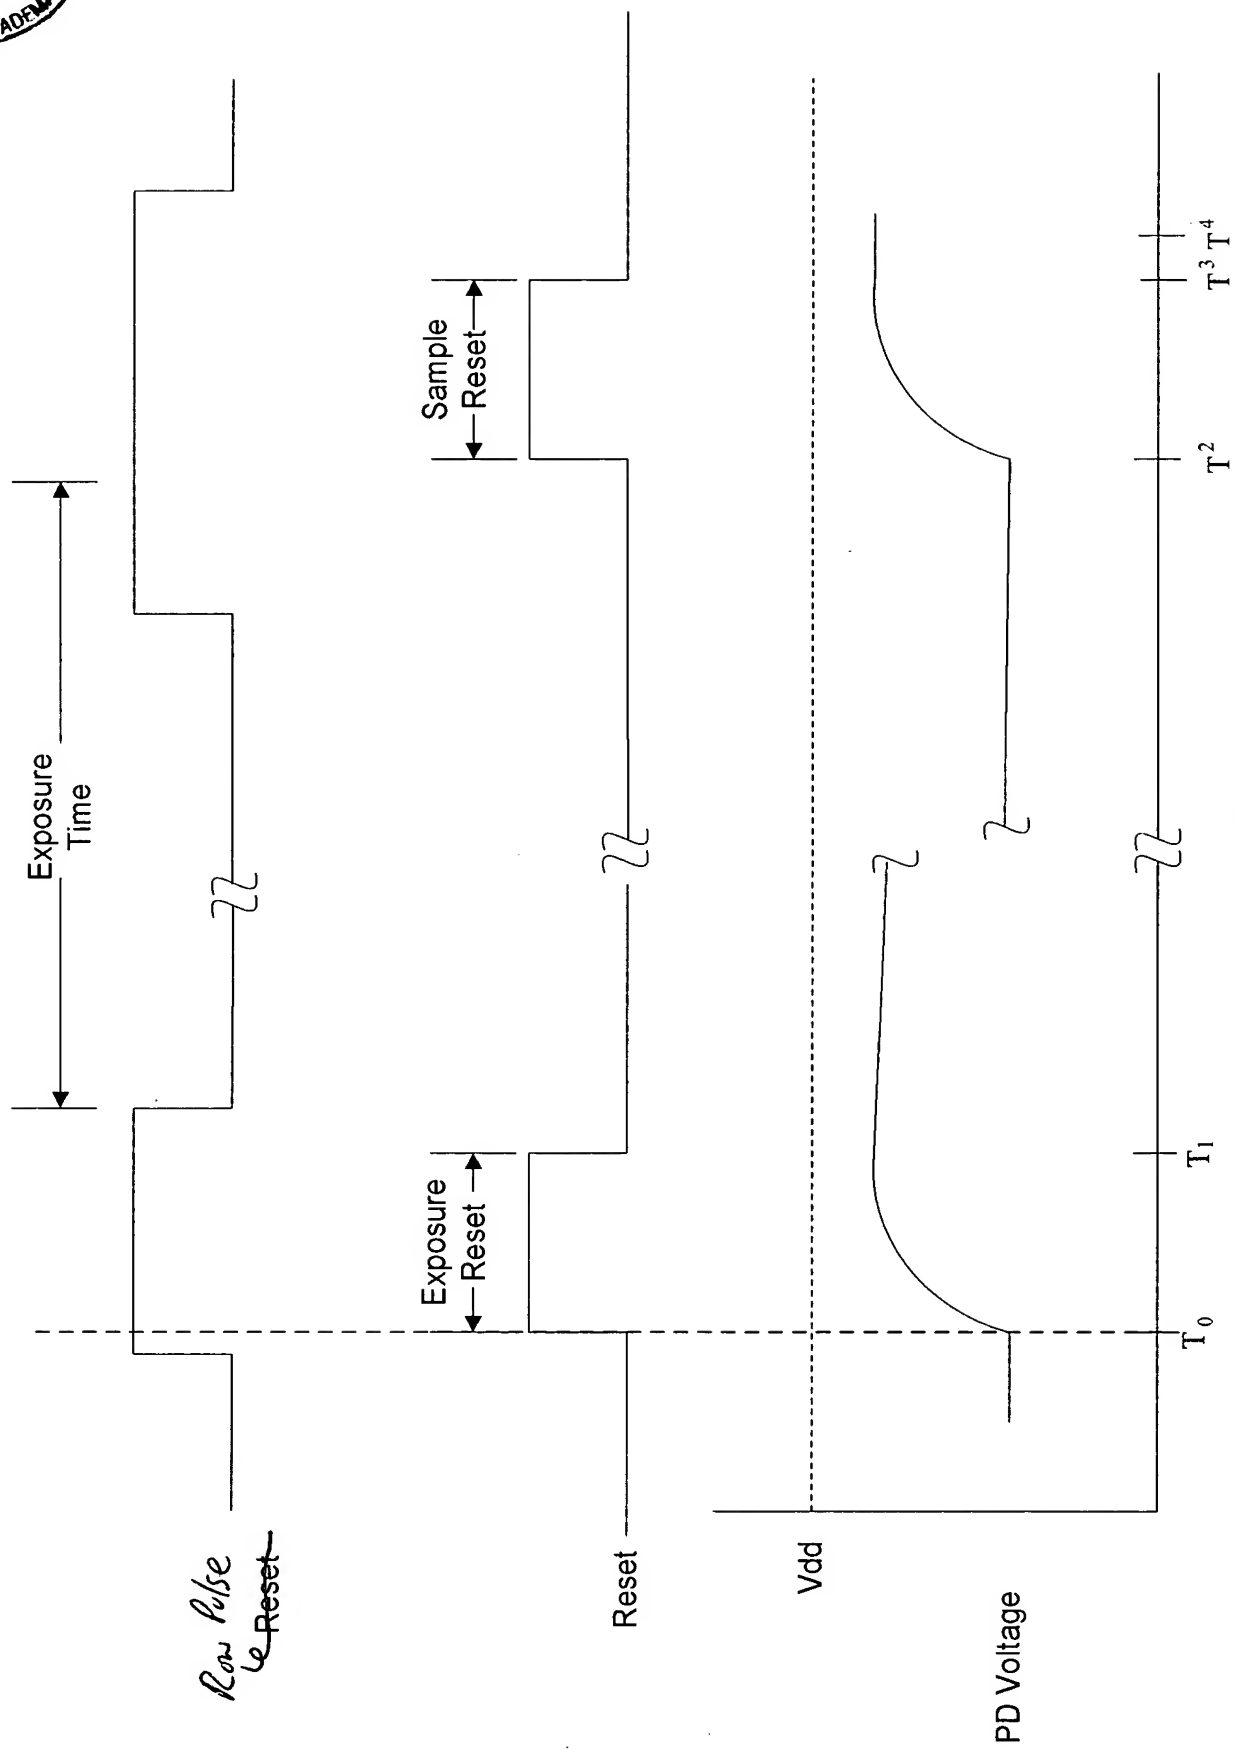 Exposure
Time
Row Pulse
Reset
Exposure
Reset
Sample
Reset
Reset
Vdd
PD Voltage
T0
T1
T2
T3 T4